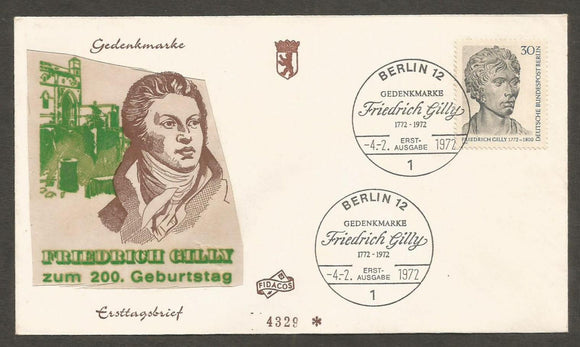 Gedenkmarke
FRIEDRICH GILLY
zum 200. Geburtstag
Ersttagsbrief
FIDACOS
4329 *
BERLIN 12
GEDENKMARKE
Friedrich Gilly
1772 - 1972
-4.-2. ERST-AUSGABE 1972
1
30
DEUTSCHE BUNDESPOST BERLIN
FRIEDRICH GILLY 1772-1800
BERLIN 12
GEDENKMARKE
Friedrich Gilly
1772 - 1972
-4.-2. ERST-AUSGABE 1972
1